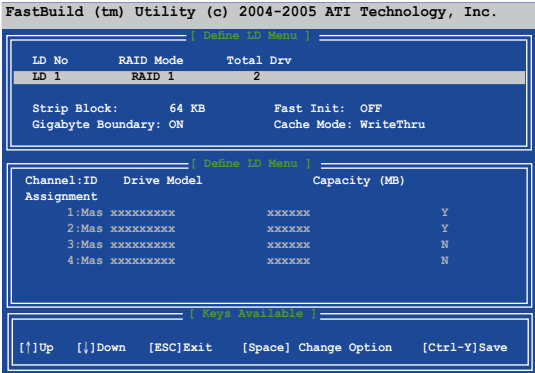 FastBuild (tm) Utility (c) 2004-2005 ATI Technology, Inc.
[ Define LD Menu ]
LD No RAID Mode Total Drv
LD 1 RAID 1 2
Strip Block: 64 KB Fast Init: OFF
Gigabyte Boundary: ON Cache Mode: WriteThru
[ Define LD Menu ]
Channel:ID Drive Model Capacity (MB)
Assignment
1:Mas xxxxxxxxx xxxxxx Y
2:Mas xxxxxxxxx xxxxxx Y
3:Mas xxxxxxxxx xxxxxx N
4:Mas xxxxxxxxx xxxxxx N
[ Keys Available ]
[↑]Up [↓]Down [ESC]Exit [Space] Change Option [Ctrl-Y]Save